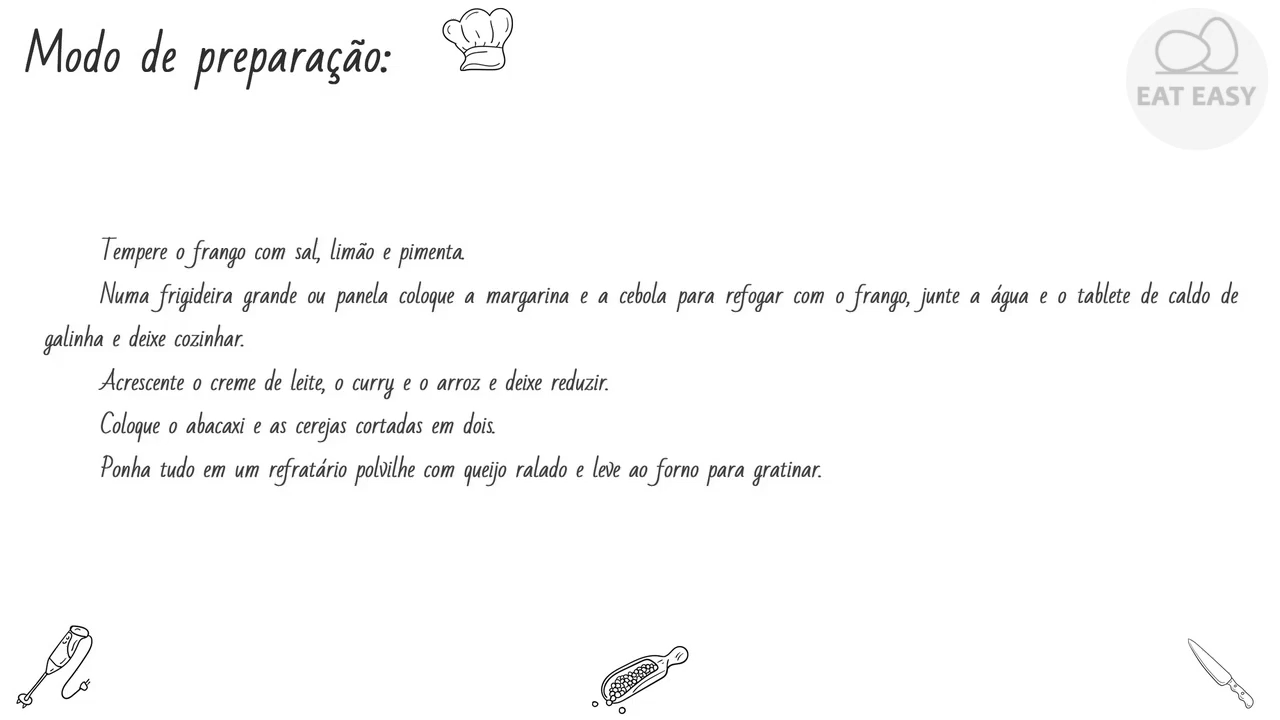 Modo de preparação:
EAT EASY
Tempere o frango com sal, limão e pimenta.
Numa frigideira grande ou panela coloque a margarina e a cebola para refogar com o frango, junte a água e o tablete de caldo de
galinha e deixe cozinhar.
Acrescente o creme de leite, o curry e o arroz e deixe reduzir.
Coloque o abacaxi e as cerejas cortadas em dois.
Ponha tudo em um refratário polvilhe com queijo ralado e leve ao forno para gratinar.